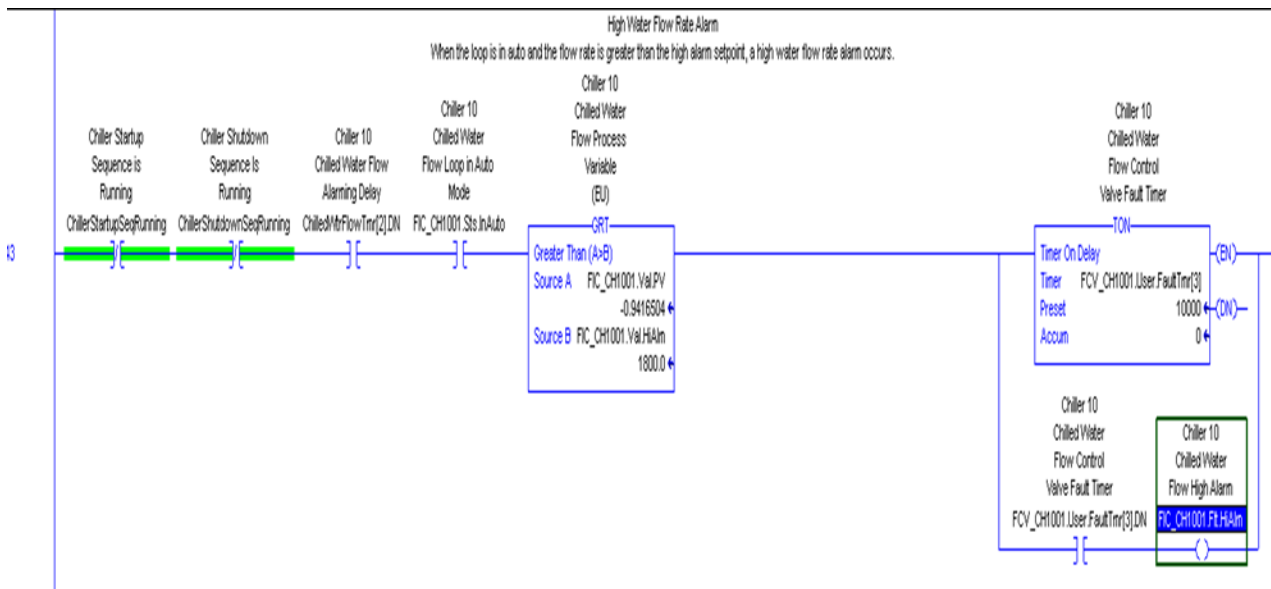 High Water Flow Rate Alarm
When the loop is in auto and the flow rate is greater than the high alarm setpoint, a high water flow rate alarm occurs.
Chiller Startup
Sequence is
Running
ChillerStartupSeqRunning
Chiller Shutdown
Sequence Is
Running
ChillerShutdownSeqRunning
Chiller 10
Chilled Water Flow
Alarming Delay
ChilledWtrFlowTmr[2].DN
Chiller 10
Chilled Water
Flow Loop in Auto
Mode
FIC_CH1001.Sts.InAuto
Chiller 10
Chilled Water
Flow Process
Variable
(EU)
GRT
Greater Than (A>B)
Source A FIC_CH1001.Val.PV
-0.9416504
Source B FIC_CH1001.Val.HiAlm
1800.0
Chiller 10
Chilled Water
Flow Control
Valve Fault Timer
TON
Timer On Delay
Timer FCV_CH1001.User.FaultTmr[3]
Preset 10000
Accum 0
(EN)
(DN)
Chiller 10
Chilled Water
Flow Control
Valve Fault Timer
FCV_CH1001.User.FaultTmr[3].DN
Chiller 10
Chilled Water
Flow High Alarm
FIC_CH1001.Flt.HiAlm